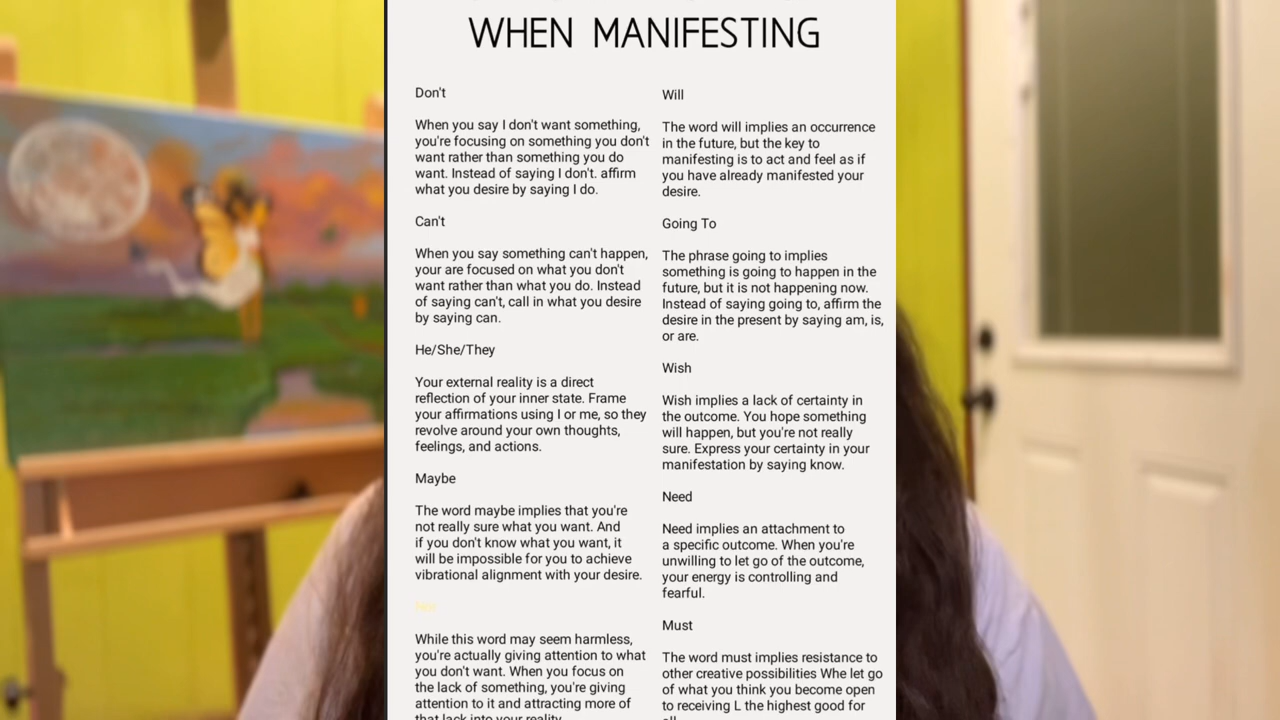 WHEN MANIFESTING
Don't
When you say I don't want something,
you're focusing on something you don't
want rather than something you do
want. Instead of saying I don't. affirm
what you desire by saying I do.
Can't
When you say something can't happen,
your are focused on what you don't
want rather than what you do. Instead
of saying can't, call in what you desire
by saying can.
He/She/They
Your external reality is a direct
reflection of your inner state. Frame
your affirmations using I or me, so they
revolve around your own thoughts,
feelings, and actions.
Maybe
The word maybe implies that you're
not really sure what you want. And
if you don't know what you want, it
will be impossible for you to achieve
vibrational alignment with your desire.
While this word may seem harmless,
you're actually giving attention to what
you don't want. When you focus on
the lack of something, you're giving
attention to it and attracting more of
that lack into your reality.
Will
The word will implies an occurrence
in the future, but the key to
manifesting is to act and feel as if
you have already manifested your
desire.
Going To
The phrase going to implies
something is going to happen in the
future, but it is not happening now.
Instead of saying going to, affirm the
desire in the present by saying am, is,
or are.
Wish
Wish implies a lack of certainty in
the outcome. You hope something
will happen, but you're not really
sure. Express your certainty in your
manifestation by saying know.
Need
Need implies an attachment to
a specific outcome. When you're
unwilling to let go of the outcome,
your energy is controlling and
fearful.
Must
The word must implies resistance to
other creative possibilities Whe let go
of what you think you become open
to receiving L the highest good for